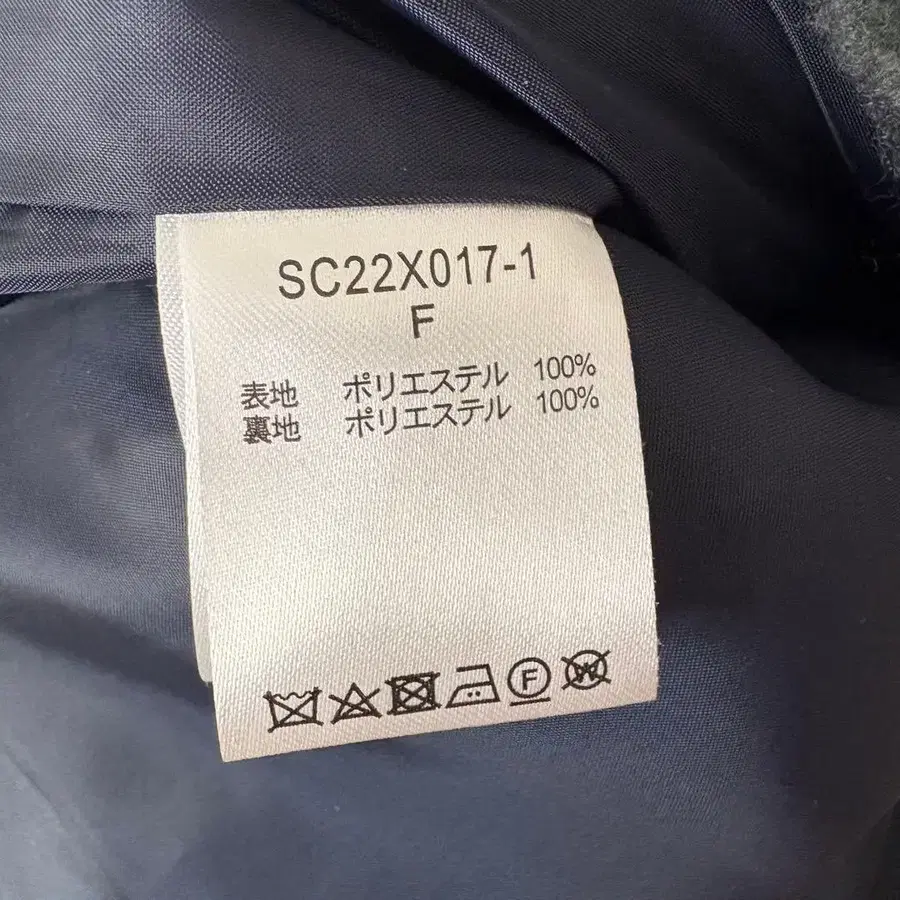 SC22X017-1
F
表地 ポリエステル 100%
裏地 ポリエステル 100%
F W